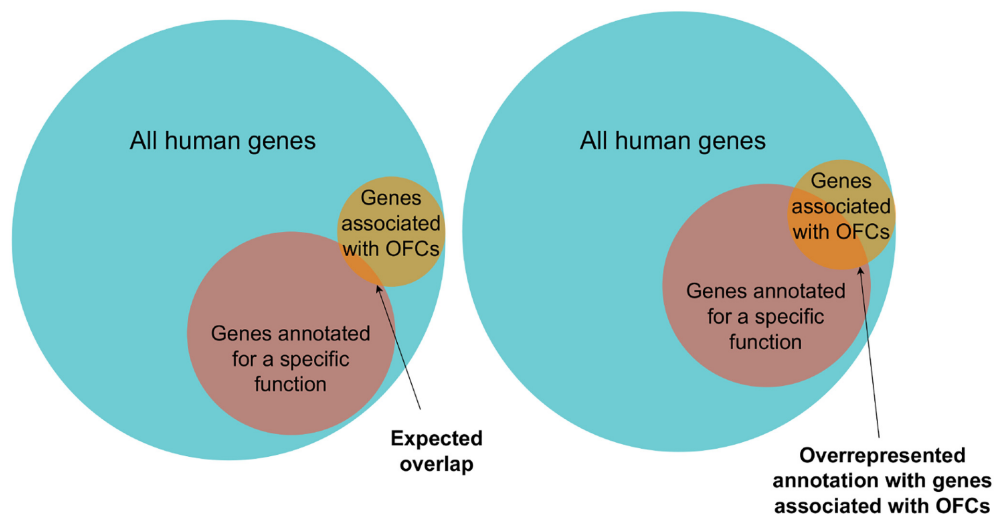 All human genes
Genes
associated
with OFCs
Genes annotated
for a specific
function
Expected
overlap
All human genes
Genes
associated
with OFCs
Genes annotated
for a specific
function
Overrepresented
annotation with genes
associated with OFCs